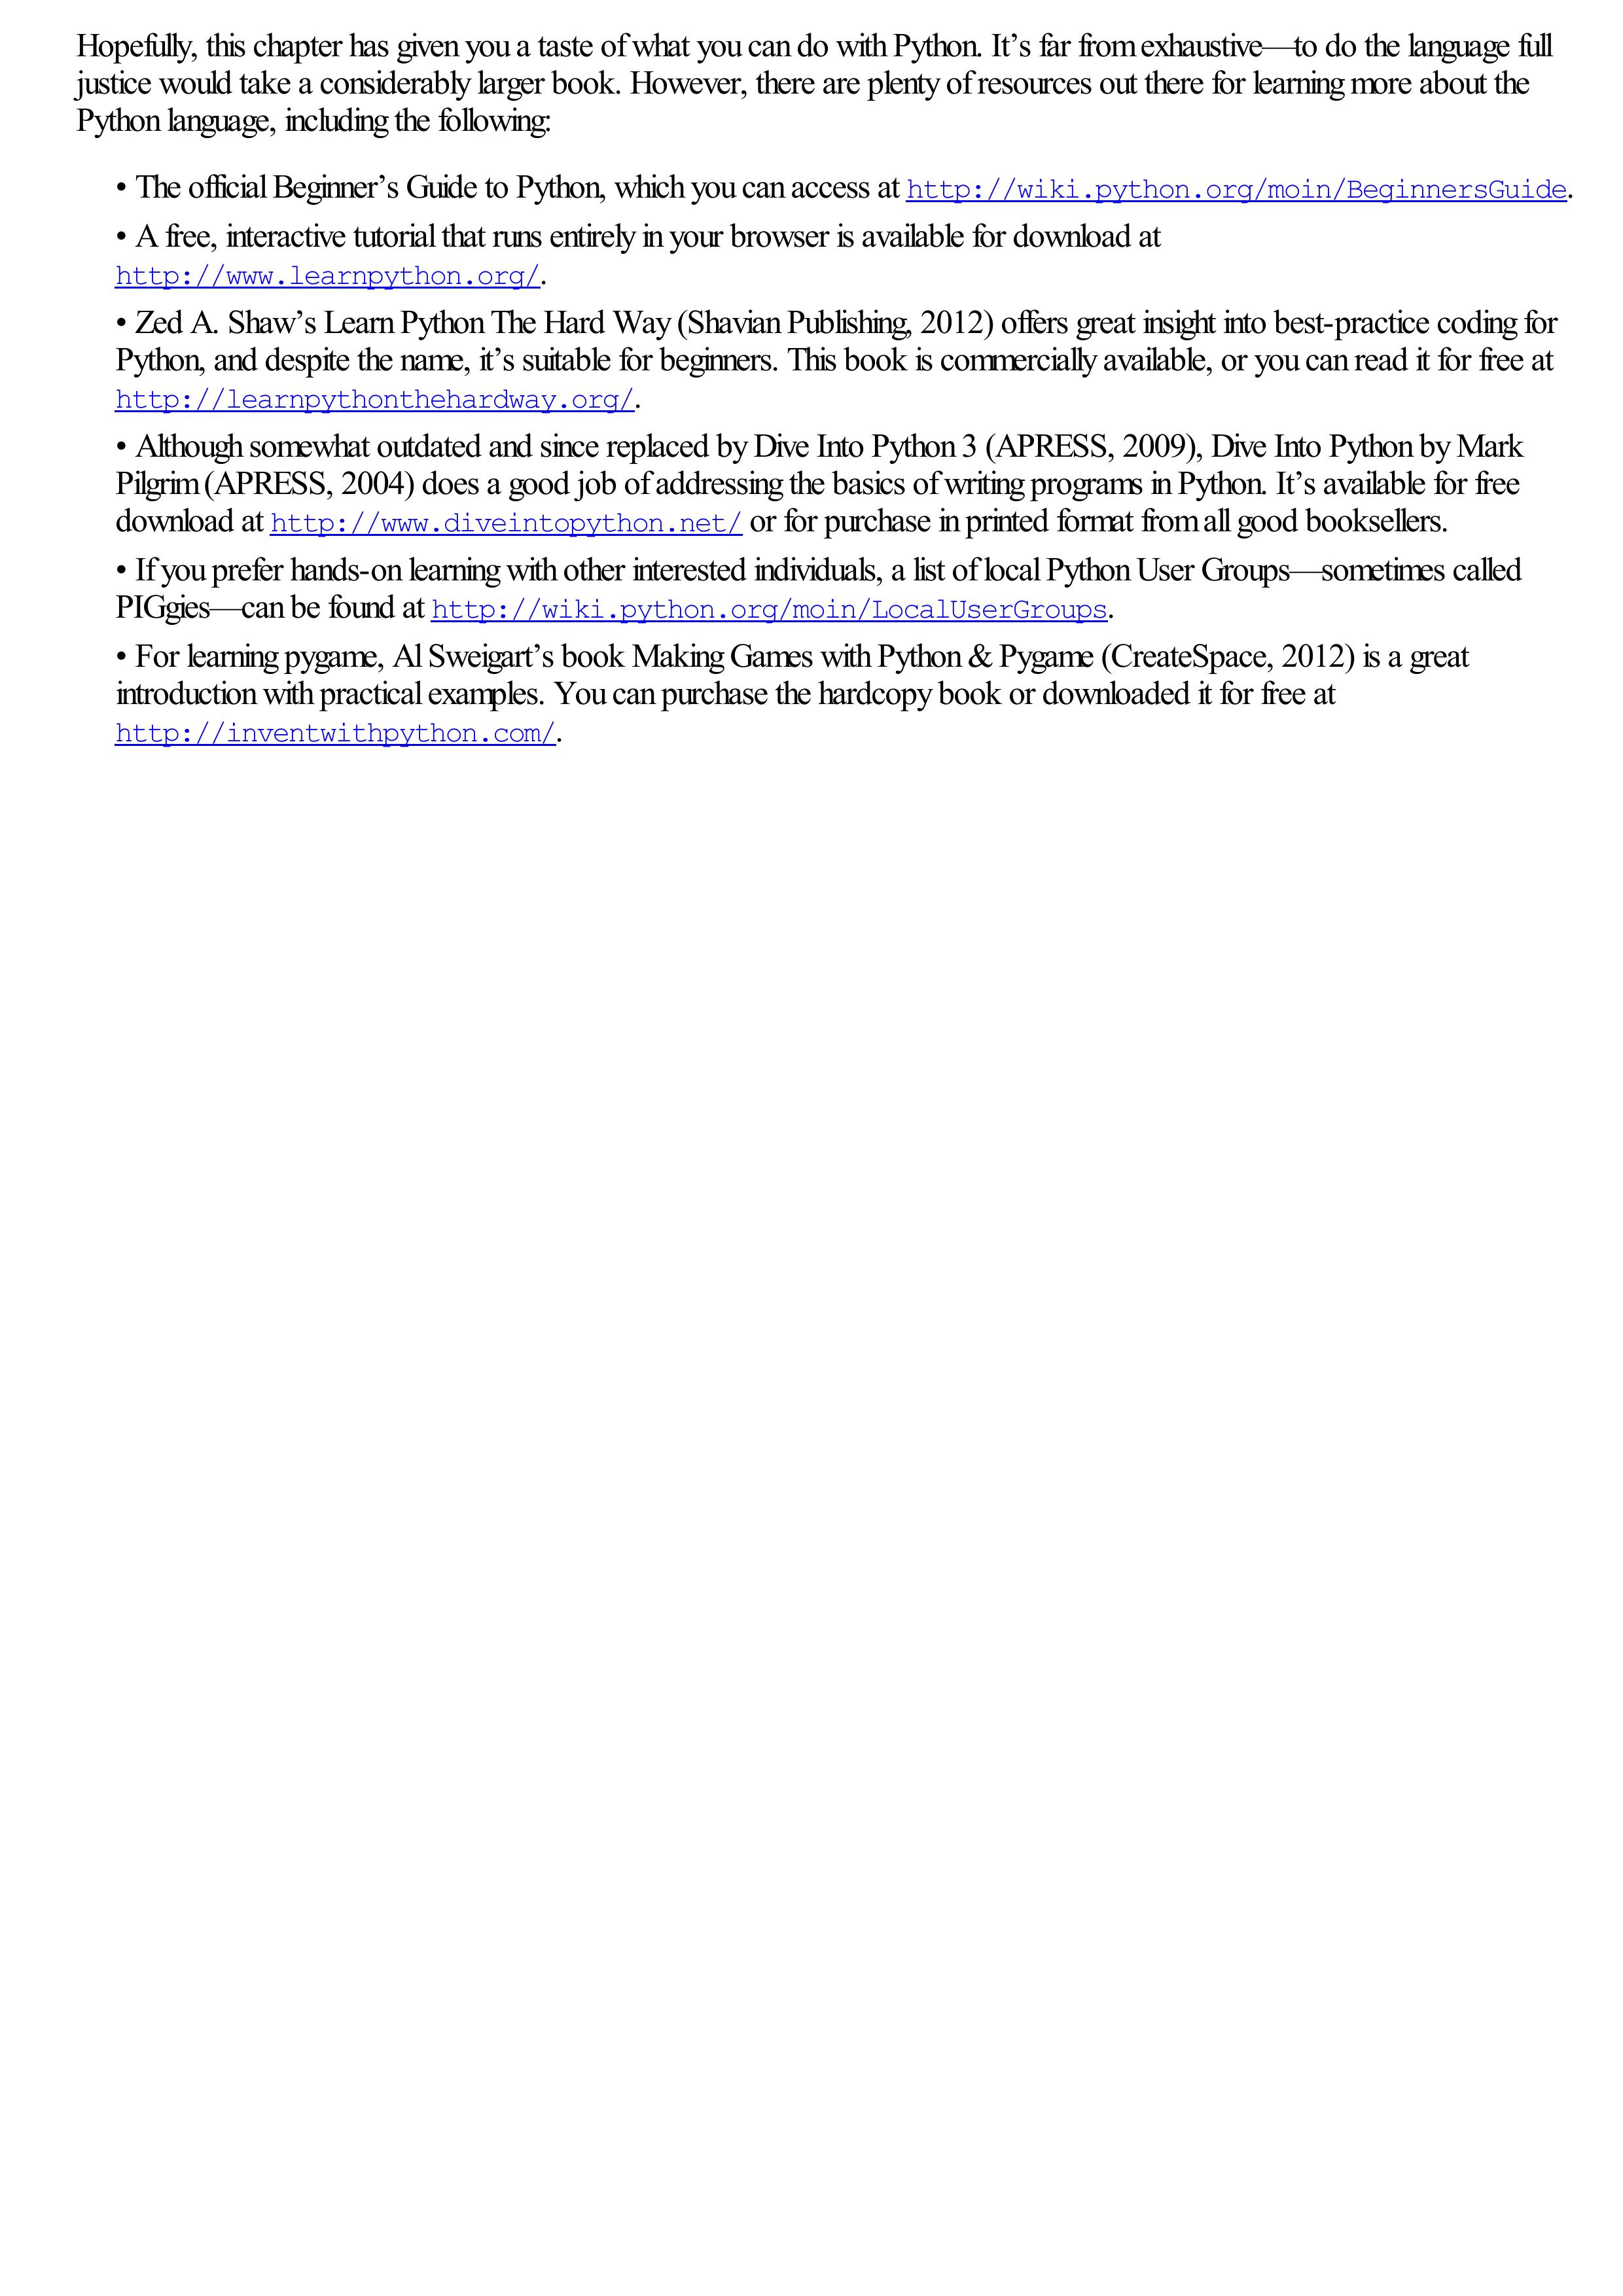 Hopefully, this chapter has given you a taste of what you can do with Python. It’s far from exhaustive—to do the language full
justice would take a considerably larger book. However, there are plenty of resources out there for learning more about the
Python language, including the following:
• The official Beginner’s Guide to Python, which you can access at http://wiki.python.org/moin/BeginnersGuide.
• A free, interactive tutorial that runs entirely in your browser is available for download at
http://www.learnpython.org/.
• Zed A. Shaw’s Learn Python The Hard Way (Shavian Publishing, 2012) offers great insight into best-practice coding for
Python, and despite the name, it’s suitable for beginners. This book is commercially available, or you can read it for free at
http://learnpythonthehardway.org/.
• Although somewhat outdated and since replaced by Dive Into Python 3 (APRESS, 2009), Dive Into Python by Mark
Pilgrim (APRESS, 2004) does a good job of addressing the basics of writing programs in Python. It’s available for free
download at http://www.diveintopython.net/ or for purchase in printed format from all good booksellers.
• If you prefer hands-on learning with other interested individuals, a list of local Python User Groups—sometimes called
PIGgies—can be found at http://wiki.python.org/moin/LocalUserGroups.
• For learning pygame, Al Sweigart’s book Making Games with Python & Pygame (CreateSpace, 2012) is a great
introduction with practical examples. You can purchase the hardcopy book or downloaded it for free at
http://inventwithpython.com/.